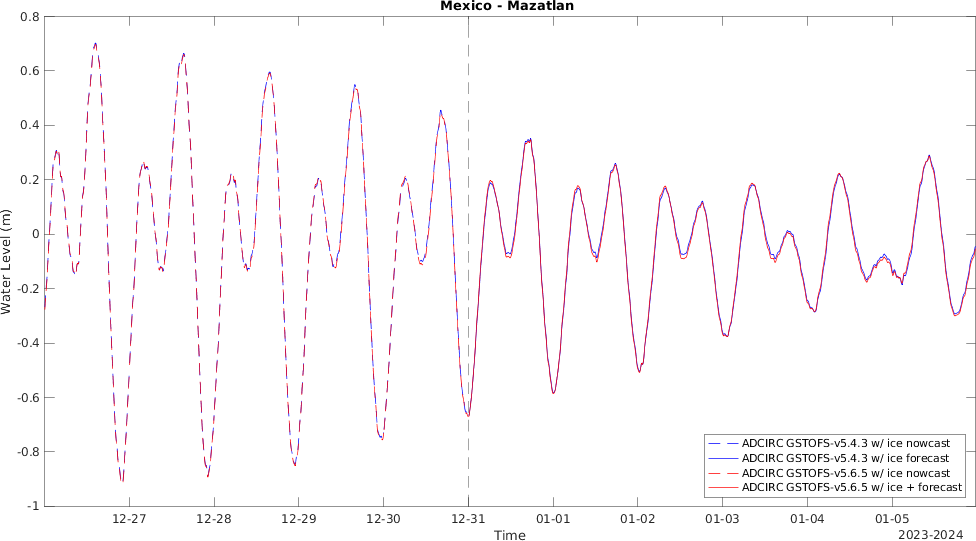 Mexico - Mazatlan
0.8
0.6
0.4
0.2
0
-0.2
-0.4
-0.6
-0.8
-1
Water Level (m)
12-27 12-28 12-29 12-30 12-31 01-01 01-02 01-03 01-04 01-05
Time
2023-2024
ADCIRC GSTOFS-v5.4.3 w/ ice nowcast
ADCIRC GSTOFS-v5.4.3 w/ ice forecast
ADCIRC GSTOFS-v5.6.5 w/ ice nowcast
ADCIRC GSTOFS-v5.6.5 w/ ice + forecast